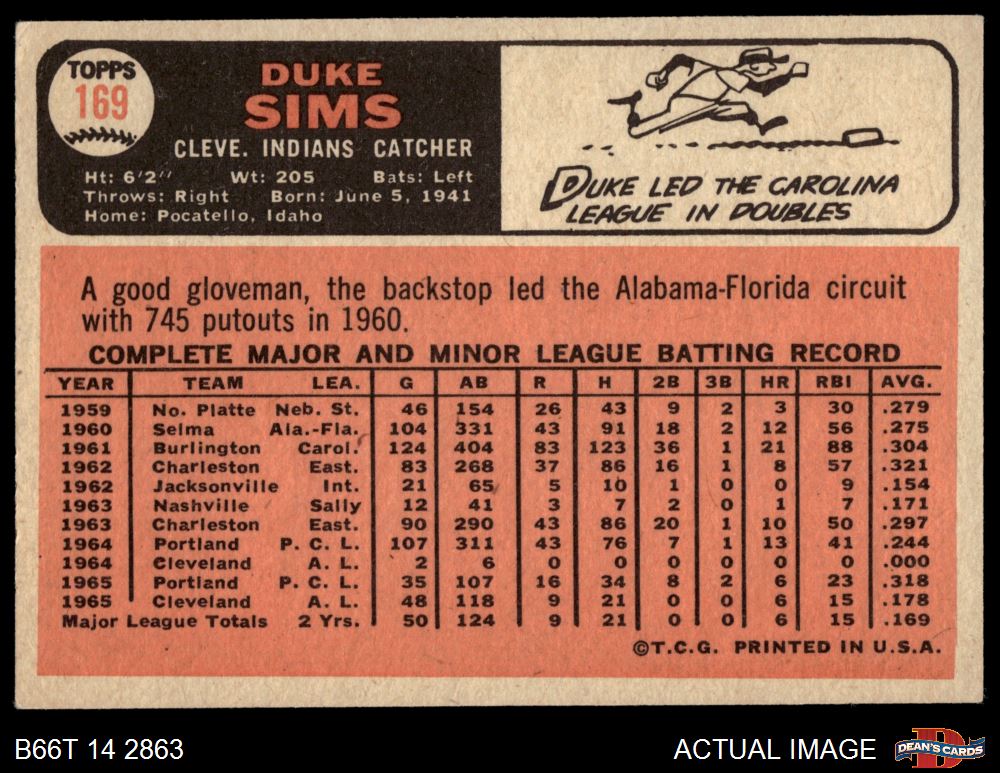 TOPPS
169
DUKE
SIMS
CLEVE. INDIANS CATCHER
Ht: 6'2" Wt: 205 Bats: Left
Throws: Right Born: June 5, 1941
Home: Pocatello, Idaho
DUKE LED THE CAROLINA
LEAGUE IN DOUBLES
A good gloveman, the backstop led the Alabama-Florida circuit
with 745 putouts in 1960.
COMPLETE MAJOR AND MINOR LEAGUE BATTING RECORD
YEAR TEAM LEA. G AB R H 2B 3B HR RBI AVG.
1959 No. Platte Neb. St. 46 154 26 43 9 2 3 30 .279
1960 Selma Ala.-Fla. 104 331 43 91 18 2 12 56 .275
1961 Burlington Carol. 124 404 83 123 36 1 21 88 .304
1962 Charleston East. 83 268 37 86 16 1 8 57 .321
1962 Jacksonville Int. 21 65 5 10 1 0 0 9 .154
1963 Nashville Sally 12 41 3 7 2 0 1 7 .171
1963 Charleston East. 90 290 43 86 20 1 10 50 .297
1964 Portland P. C. L. 107 311 43 76 7 1 13 41 .244
1964 Cleveland A. L. 2 6 0 0 0 0 0 0 .000
1965 Portland P. C. L. 35 107 16 34 8 2 6 23 .318
1965 Cleveland A. L. 48 118 9 21 0 0 6 15 .178
Major League Totals 2 Yrs. 50 124 9 21 0 0 6 15 .169
©T.C.G. PRINTED IN U.S.A.
B66T 14 2863 ACTUAL IMAGE D DEAN'S CARDS